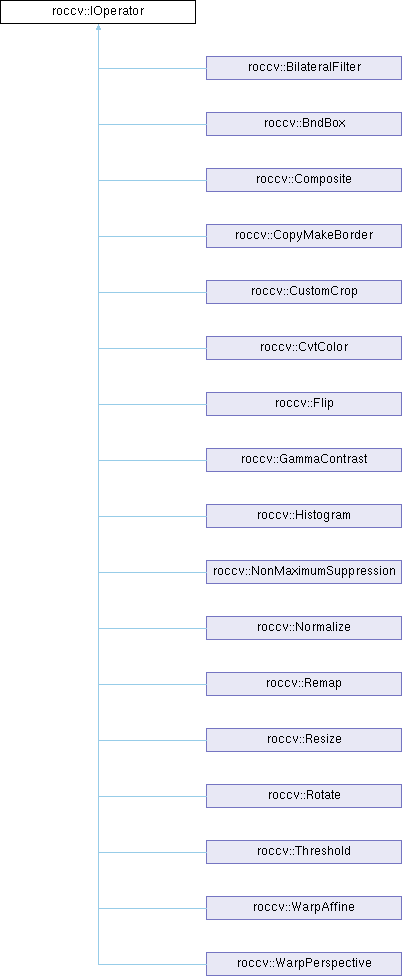 roccv::IOperator
roccv::BilateralFilter
roccv::BndBox
roccv::Composite
roccv::CopyMakeBorder
roccv::CustomCrop
roccv::CvtColor
roccv::Flip
roccv::GammaContrast
roccv::Histogram
roccv::NonMaximumSuppression
roccv::Normalize
roccv::Remap
roccv::Resize
roccv::Rotate
roccv::Threshold
roccv::WarpAffine
roccv::WarpPerspective